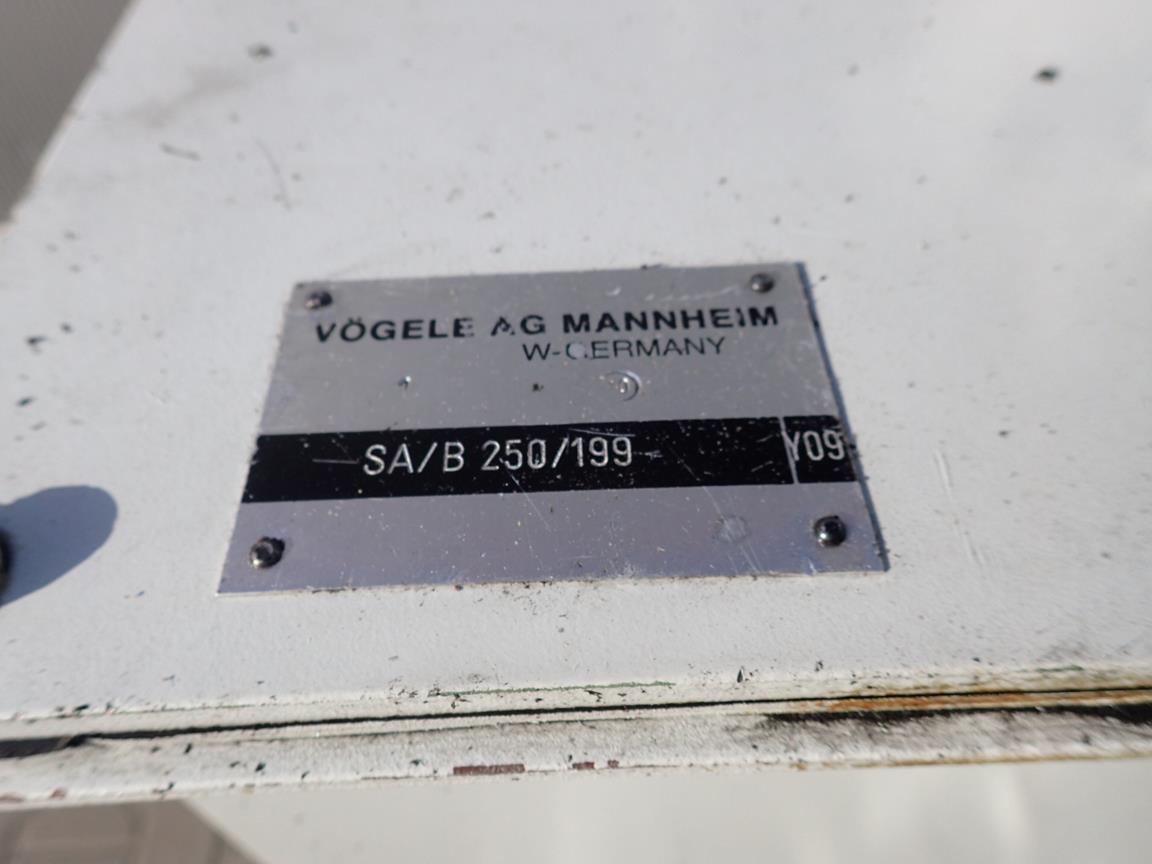 VÖGELE AG MANNHEIM
W-GERMANY
SA/B 250/199 Y09